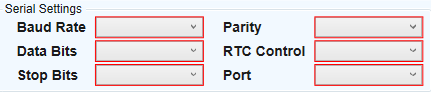 Serial Settings
Baud Rate Parity
Data Bits RTC Control
Stop Bits Port